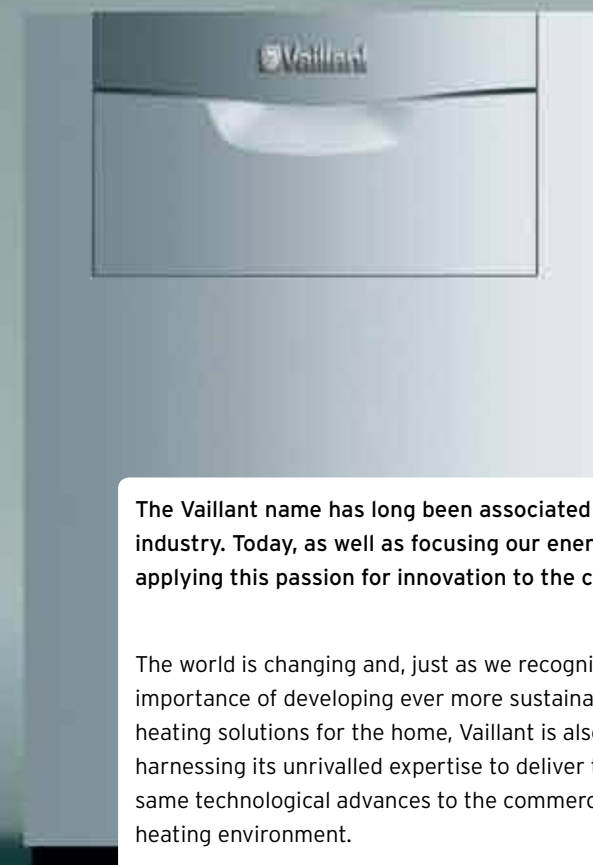 Vaillant
The Vaillant name has long been associated
industry. Today, as well as focusing our ener
applying this passion for innovation to the c
The world is changing and, just as we recogni
importance of developing ever more sustaina
heating solutions for the home, Vaillant is also
harnessing its unrivalled expertise to deliver
same technological advances to the commerc
heating environment.